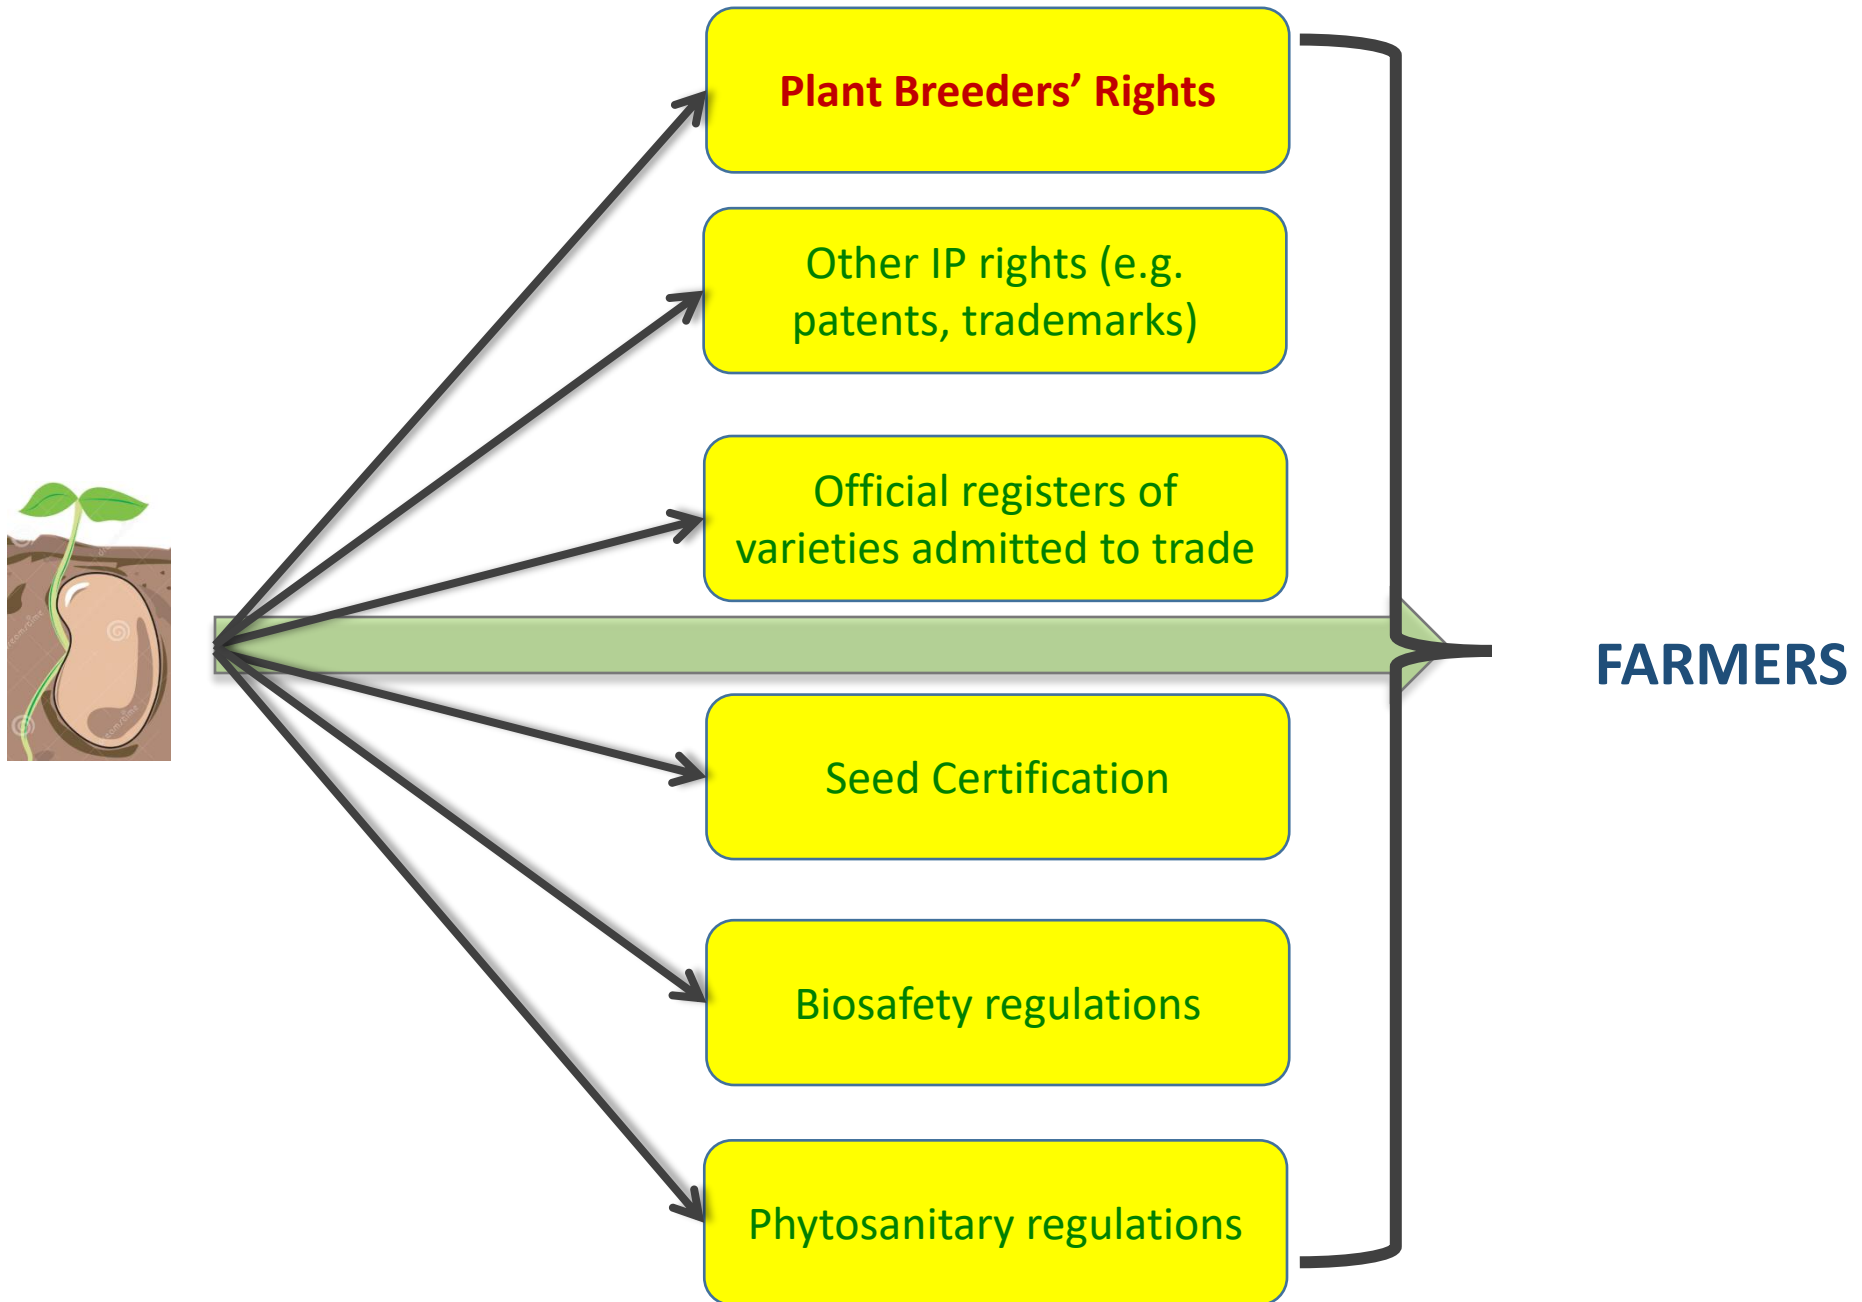 Plant Breeders’ Rights
Other IP rights (e.g.
patents, trademarks)
Official registers of
varieties admitted to trade
FARMERS
Seed Certification
Biosafety regulations
Phytosanitary regulations